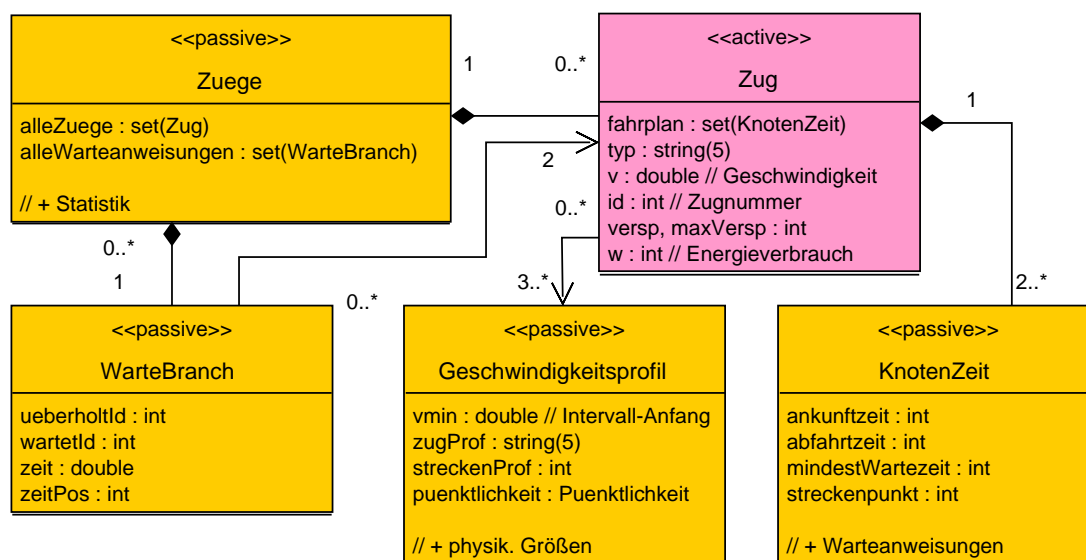 <<passive>>
Zuege
alleZuege : set(Zug)
alleWarteanweisungen : set(WarteBranch)
// + Statistik
1
0..*
<<active>>
Zug
fahrplan : set(KnotenZeit)
typ : string(5)
v : double // Geschwindigkeit
id : int // Zugnummer
versp, maxVersp : int
w : int // Energieverbrauch
1
2
0..*
0..*
1
0..*
3..*
2..*
<<passive>>
WarteBranch
ueberholtId : int
wartetId : int
zeit : double
zeitPos : int
<<passive>>
Geschwindigkeitsprofil
vmin : double // Intervall-Anfang
zugProf : string(5)
streckenProf : int
puenktlichkeit : Puenktlichkeit
// + physik. Größen
<<passive>>
KnotenZeit
ankunftzeit : int
abfahrtzeit : int
mindestWartezeit : int
streckenpunkt : int
// + Warteanweisungen